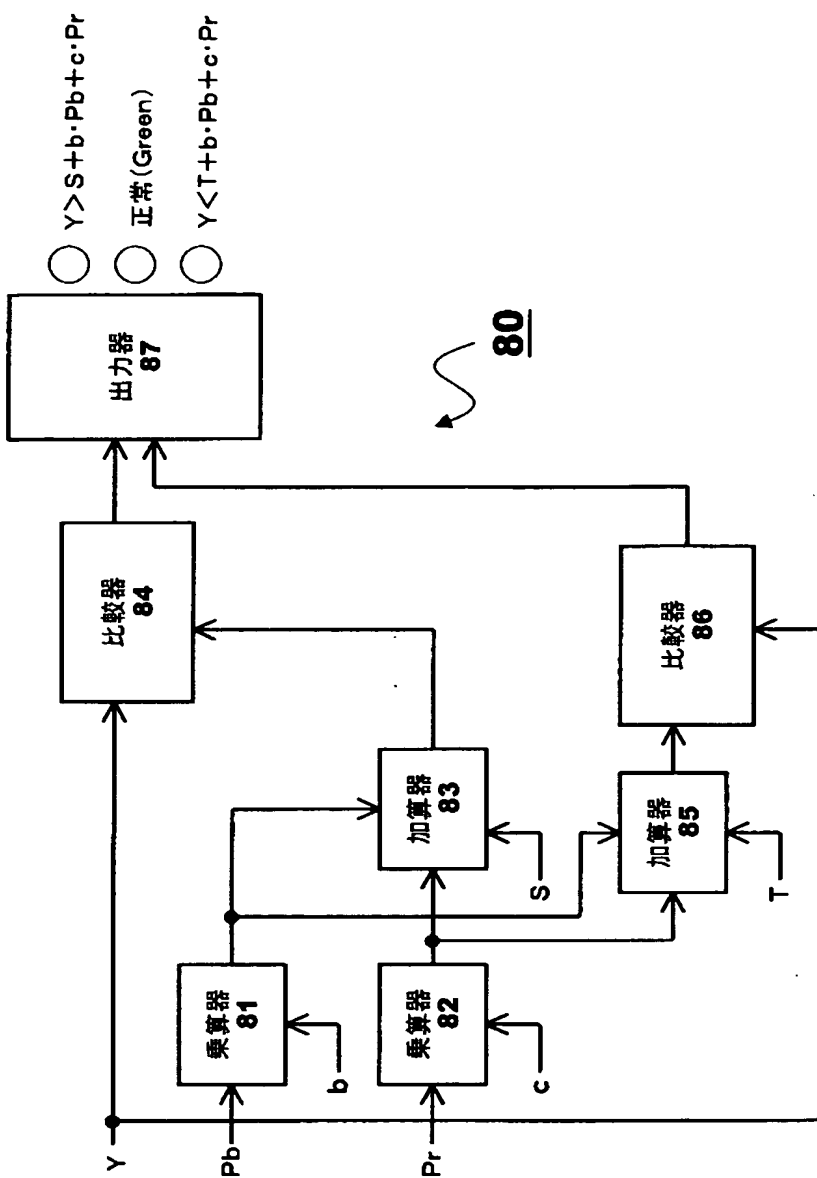 Y
Pb
Pr
b
c
乗算器
81
乗算器
82
S
加算器
83
T
加算器
85
比較器
84
比較器
86
出力器
87
Y>S+b·Pb+c·Pr
正常(Green)
Y<T+b·Pb+c·Pr
80